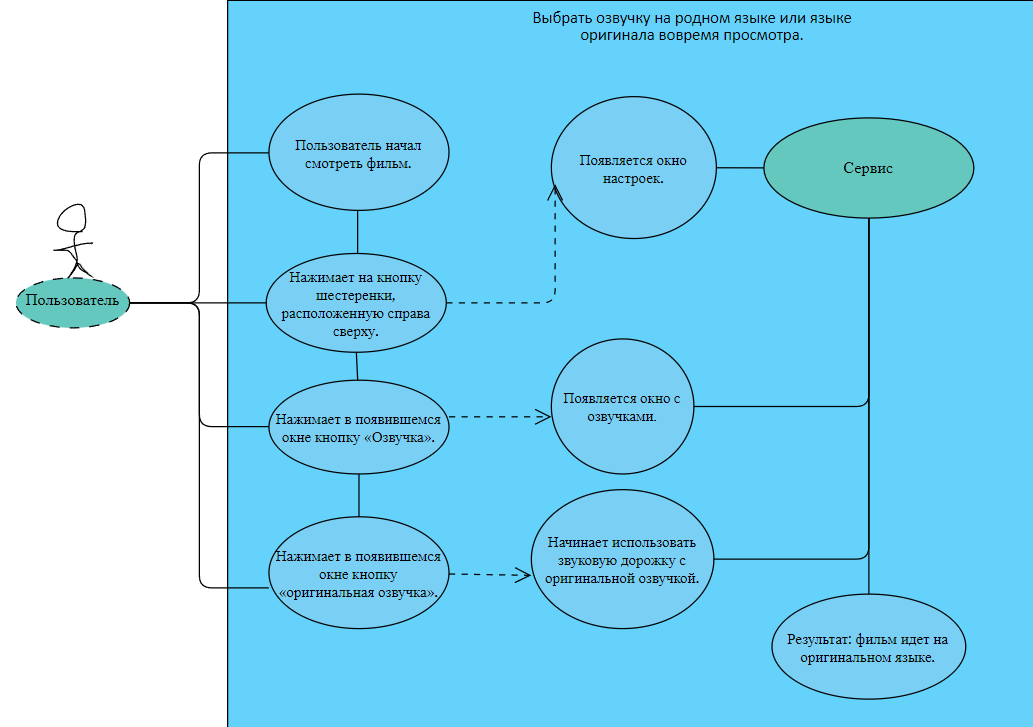 Выбрать озвучку на родном языке или языке
оригинала вовремя просмотра.
Пользователь начал
смотреть фильм.
Появляется окно
настроек.
Сервис
Пользователь
Нажимает на кнопку
шестеренки,
расположенную справа
сверху.
Нажимает в появившемся
окне кнопку «Озвучка».
Появляется окно с
озвучками.
Нажимает в появившемся
окне кнопку
«оригинальная озвучка».
Начинает использовать
звуковую дорожку с
оригинальной озвучкой.
Результат: фильм идет на
оригинальном языке.